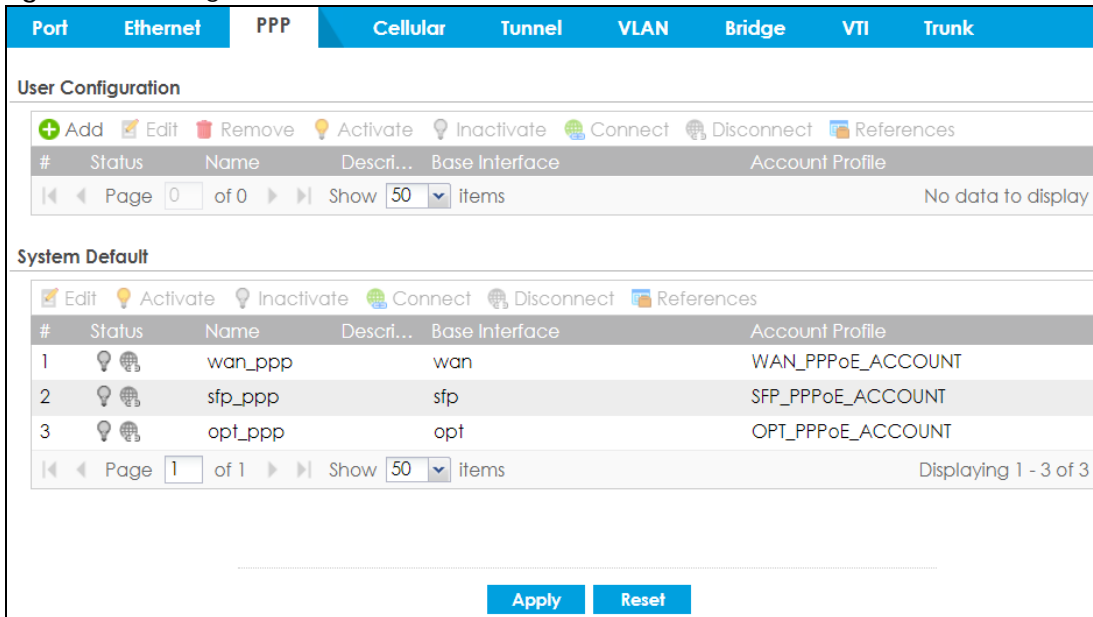 Port Ethernet PPP Cellular Tunnel VLAN Bridge VTI Trunk
User Configuration
Add Edit Remove Activate Inactivate Connect Disconnect References
# Status Name Descri... Base Interface Account Profile
Page 0 of 0 Show 50 items No data to display
System Default
Edit Activate Inactivate Connect Disconnect References
# Status Name Descri... Base Interface Account Profile
1 wan_ppp wan WAN_PPPoE_ACCOUNT
2 sfp_ppp sfp SFP_PPPoE_ACCOUNT
3 opt_ppp opt OPT_PPPoE_ACCOUNT
Page 1 of 1 Show 50 items Displaying 1 - 3 of 3
Apply Reset